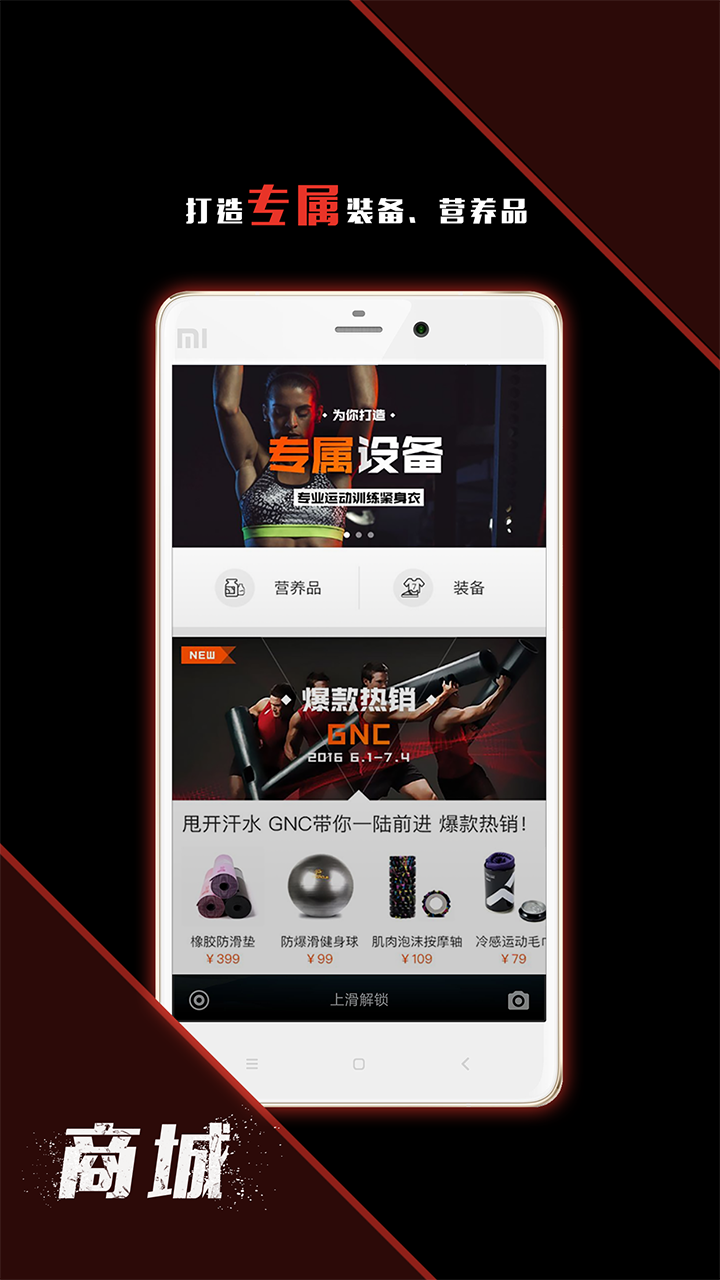 打造专属装备、营养品
MI
·为你打造·
专属设备
专业运动训练紧身衣
营养品
7
装备
NEW
爆款热销
GNC
2016 6.1-7.4
甩开汗水 GNC带你一陆前进 爆款热销！
橡胶防滑垫 防爆滑健身球 肌肉泡沫按摩轴 冷感运动毛巾
¥399 ¥99 ¥109 ¥79
上滑解锁
商城